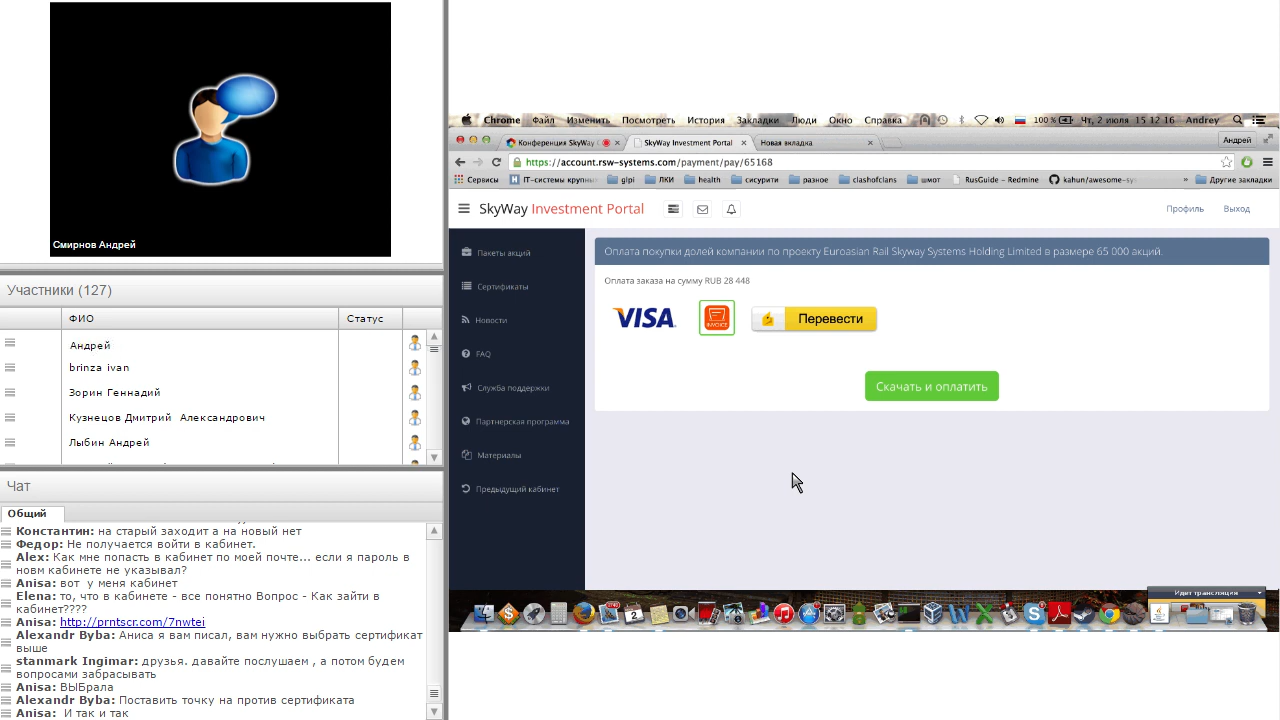 Смирнов Андрей
Участники (127)
ФИО
Статус
Андрей
brinza ivan
Зорин Геннадий
Кузнецов Дмитрий Александрович
Лыбин Андрей
Чат
Общий
Константин: на старый заходит а на новый нет
Федор: Не получается войти в кабинет.
Alex: Как мне попасть в кабинет по моей почте... если я пароль в
новм кабинете не указывал?
Anisa: вот у меня кабинет
Elena: то, что в кабинете - все понятно Вопрос - Как зайти в
кабинет????
Anisa: http://prntscr.com/7nwtei
Alexandr Byba: Аниса я вам писал, вам нужно выбрать сертификат
выше
stanmark Ingimar: друзья. давайте послушаем , а потом будем
вопросами забрасывать
Anisa: ВЫБрала
Alexandr Byba: Поставить точку на против сертификата
Anisa: И так и так
Chrome Файл Изменить Посмотреть История Закладки Люди Окно Справка 100% Чт, 2 июля 15 12 16 Andrey
Конференция SkyWay SkyWay Investment Portal Новая вкладка Андрей
https://account.rsw-systems.com/payment/pay/65168
Сервисы IT-системы крупны glpi ЛКИ health сисурити разное clashofclans шмот RusGuide – Redmine kahun/awesome-sy » Другие закладки
SkyWay Investment Portal
Профиль Выход
Пакеты акций
Сертификаты
Новости
FAQ
Служба поддержки
Партнерская программа
Материалы
Предыдущий кабинет
Оплата покупки долей компании по проекту Euroasian Rail Skyway Systems Holding Limited в размере 65 000 акций.
Оплата заказа на сумму RUB 28 448
VISA INVOICE Перевести
Скачать и оплатить
Идет трансляция